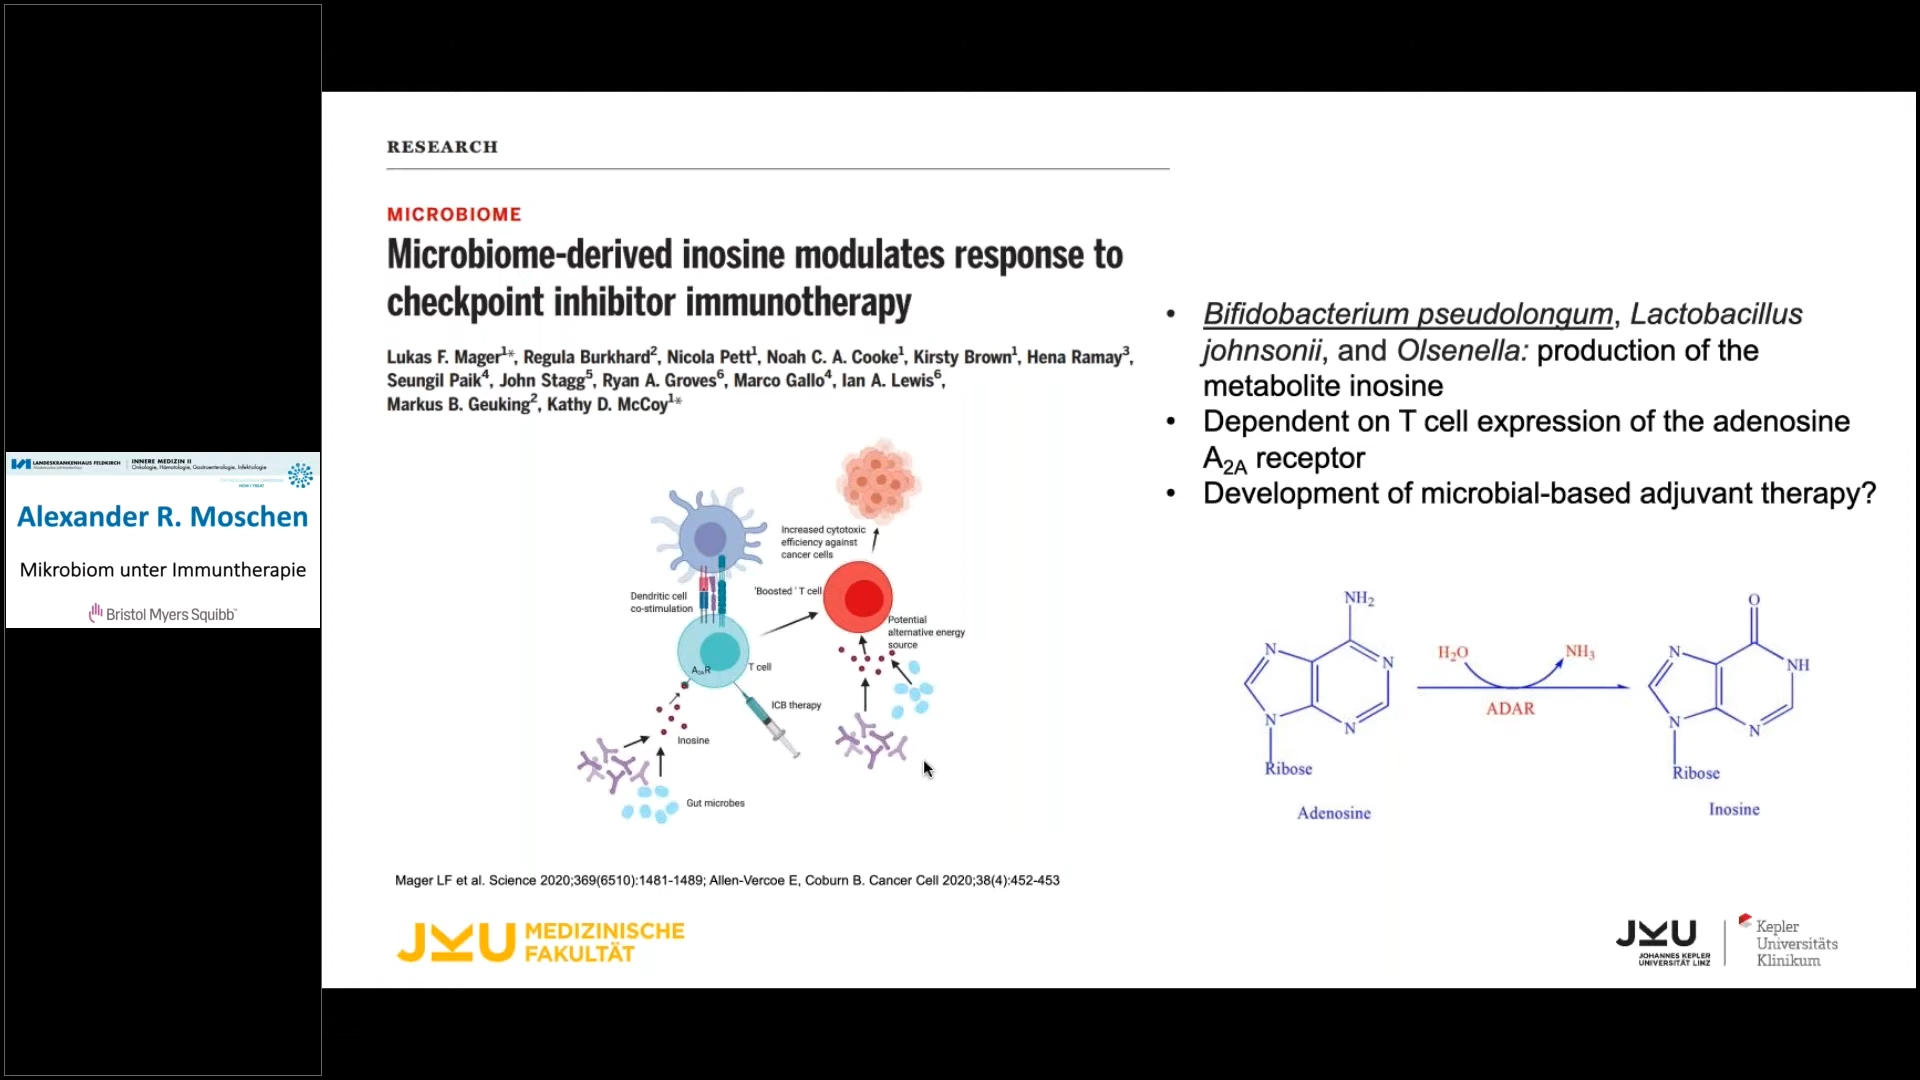 LANDESKRANKENHAUS FELDKIRCH
INNERE MEDIZIN II
Onkologie, Hämatologie, Gastroenterologie, Infektiologie
HOW I TREAT
Alexander R. Moschen
Mikrobiom unter Immuntherapie
Bristol Myers Squibb™
RESEARCH
MICROBIOME
Microbiome-derived inosine modulates response to
checkpoint inhibitor immunotherapy
Lukas F. Mager1*, Regula Burkhard2, Nicola Pett1, Noah C. A. Cooke1, Kirsty Brown1, Hena Ramay3,
Seungil Paik4, John Stagg5, Ryan A. Groves6, Marco Gallo4, Ian A. Lewis6,
Markus B. Geuking2, Kathy D. McCoy1*
Increased cytotoxic
efficiency against
cancer cells
Dendritic cell
co-stimulation
'Boosted' T cell
Potential
alternative energy
source
A2AR
T cell
ICB therapy
Inosine
Gut microbes
• Bifidobacterium pseudolongum, Lactobacillus
johnsonii, and Olsenella: production of the
metabolite inosine
• Dependent on T cell expression of the adenosine
A2A receptor
• Development of microbial-based adjuvant therapy?
NH2
N
N
N
N
Ribose
Adenosine
H2O
NH3
ADAR
O
N
NH
N
N
Ribose
Inosine
Mager LF et al. Science 2020;369(6510):1481-1489; Allen-Vercoe E, Coburn B. Cancer Cell 2020;38(4):452-453
JKU MEDIZINISCHE
FAKULTÄT
JKU
JOHANNES KEPLER
UNIVERSITÄT LINZ
Kepler
Universitäts
Klinikum